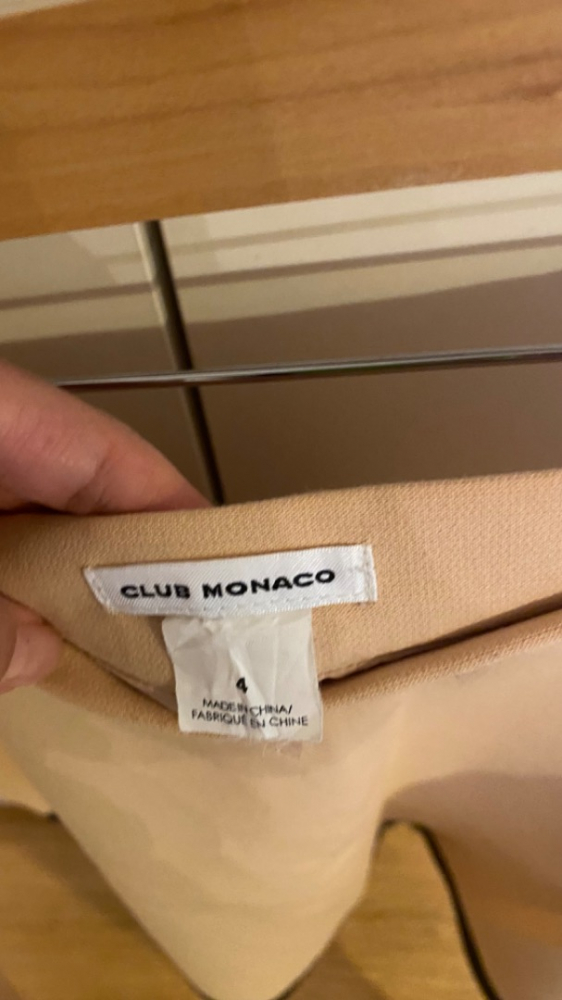 CLUB MONACO
4
MADE IN CHINA/
FABRIQUÉ EN CHINE